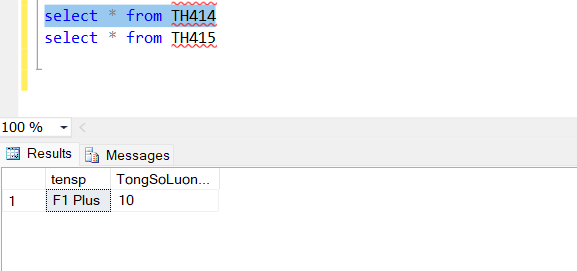 select * from TH414
select * from TH415
100 %
Results Messages
tensp TongSoLuon...
1 F1 Plus 10